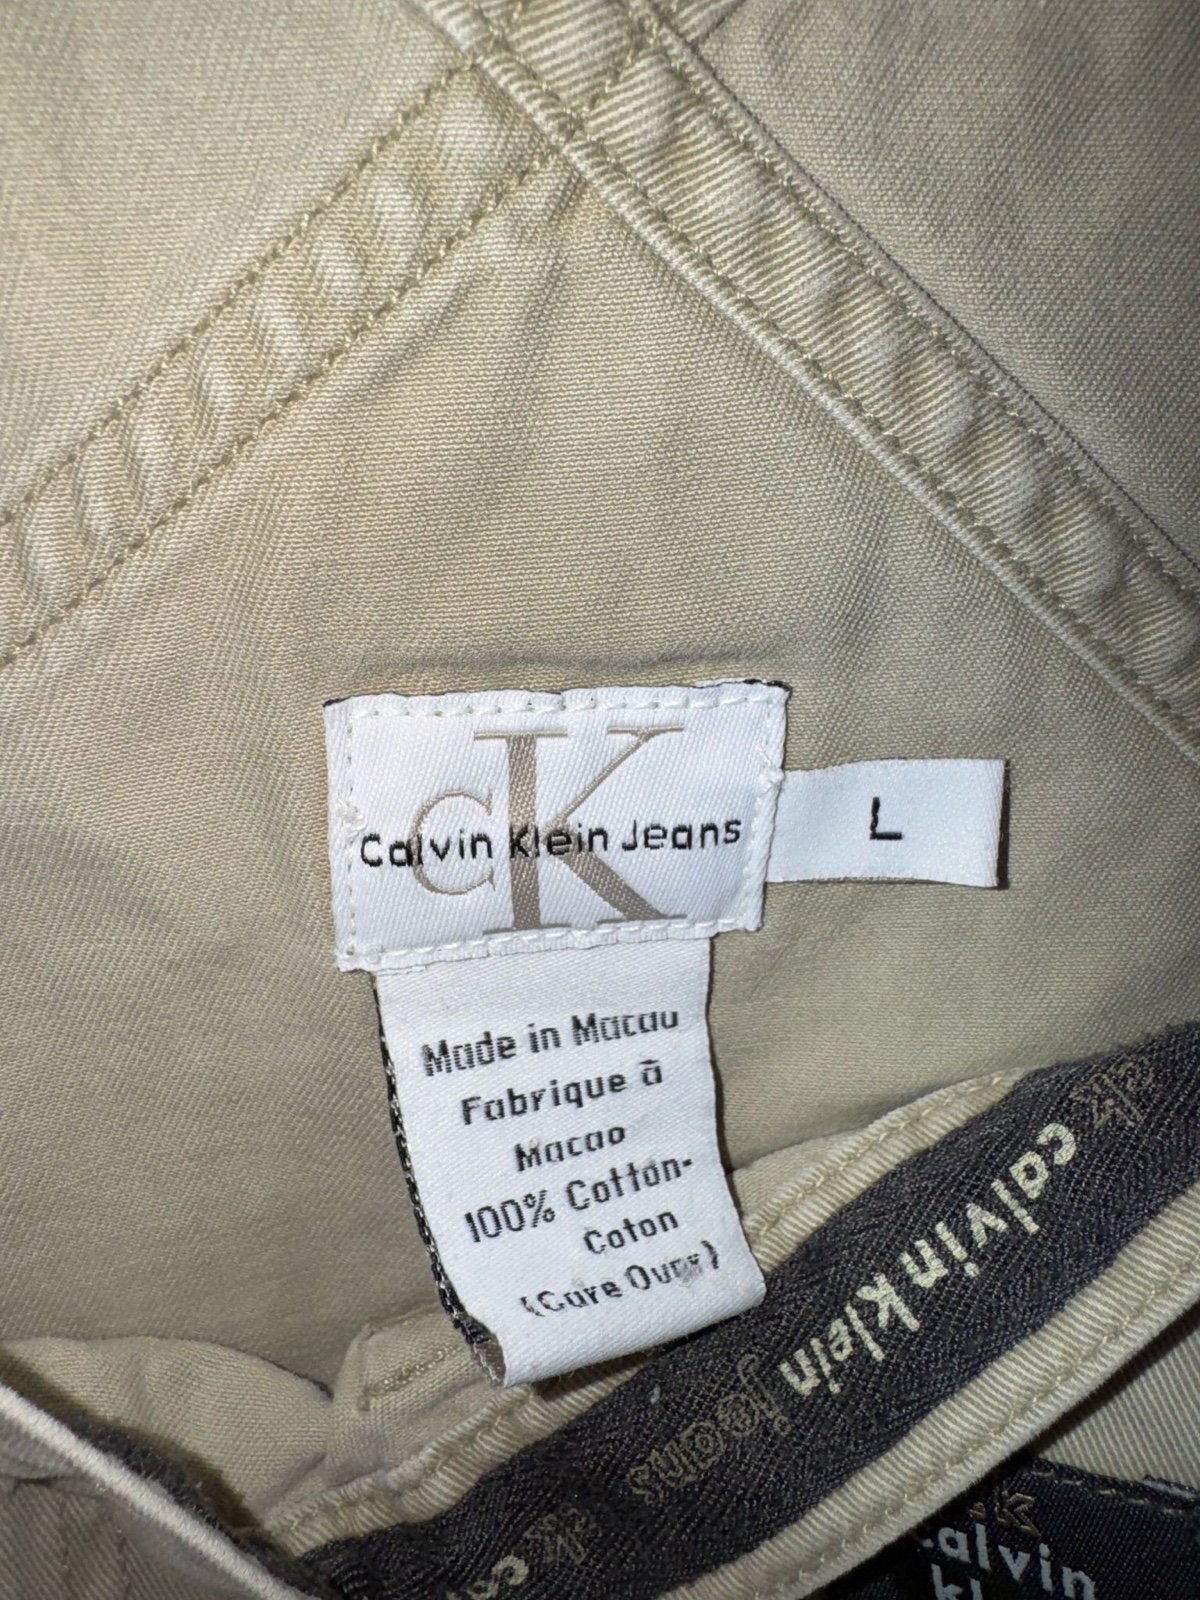 CK
Calvin Klein Jeans
L
Made in Macau
Fabrique à
Macao
100% Cotton-
Coton
(Care Over)
ck calvin klein jeans ck
calvin
kl